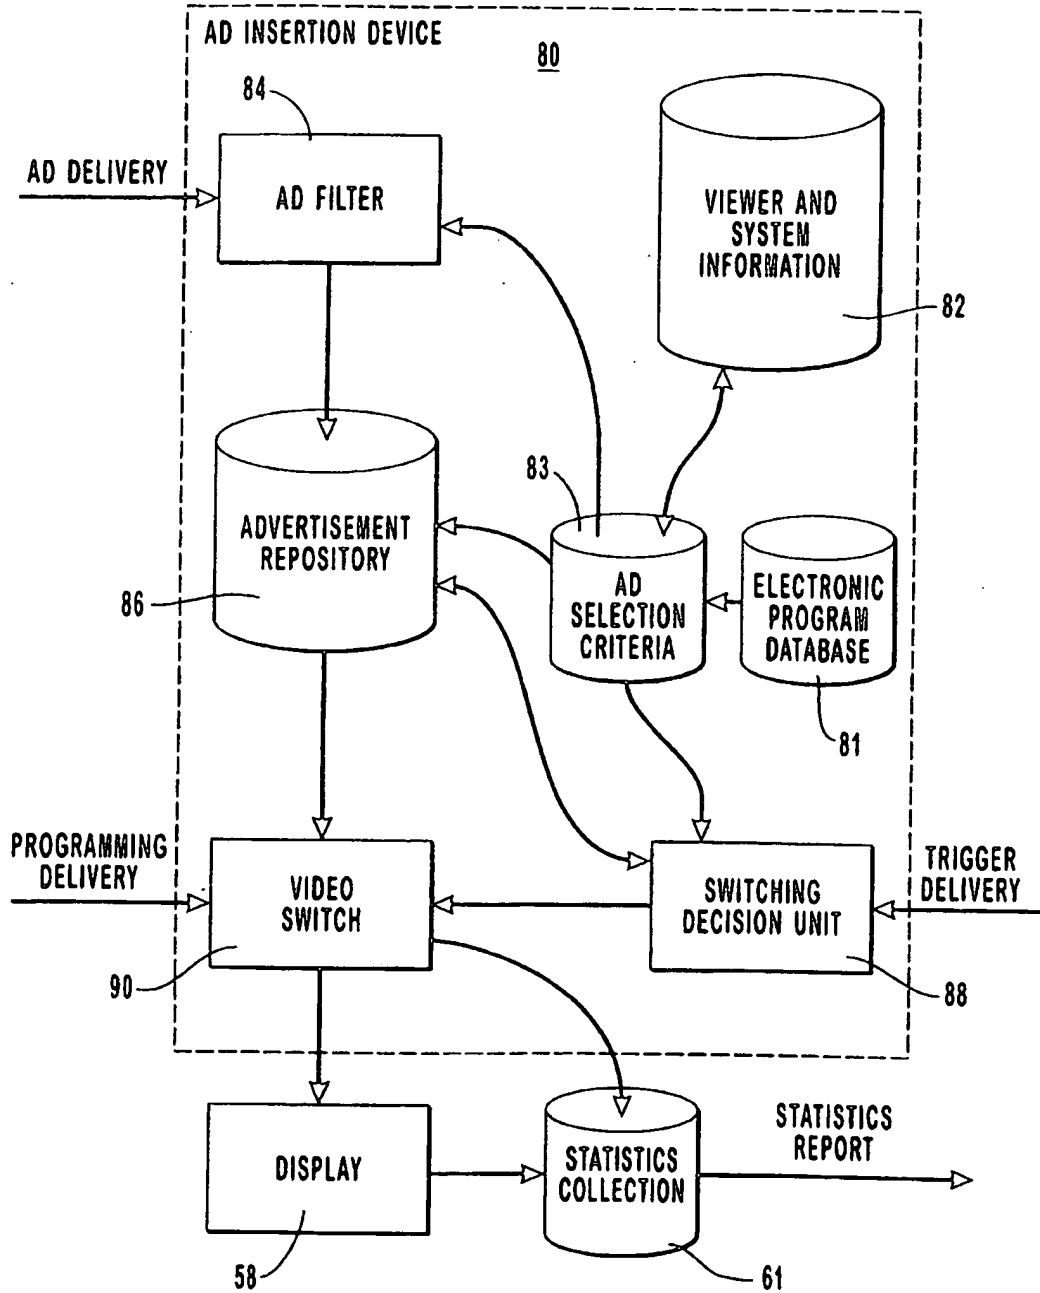 AD INSERTION DEVICE
80
84
AD DELIVERY
AD FILTER
VIEWER AND
SYSTEM
INFORMATION
82
83
ADVERTISEMENT
REPOSITORY
86
AD
SELECTION
CRITERIA
ELECTRONIC
PROGRAM
DATABASE
81
PROGRAMMING
DELIVERY
VIDEO
SWITCH
90
SWITCHING
DECISION UNIT
88
TRIGGER
DELIVERY
DISPLAY
58
STATISTICS
COLLECTION
61
STATISTICS
REPORT